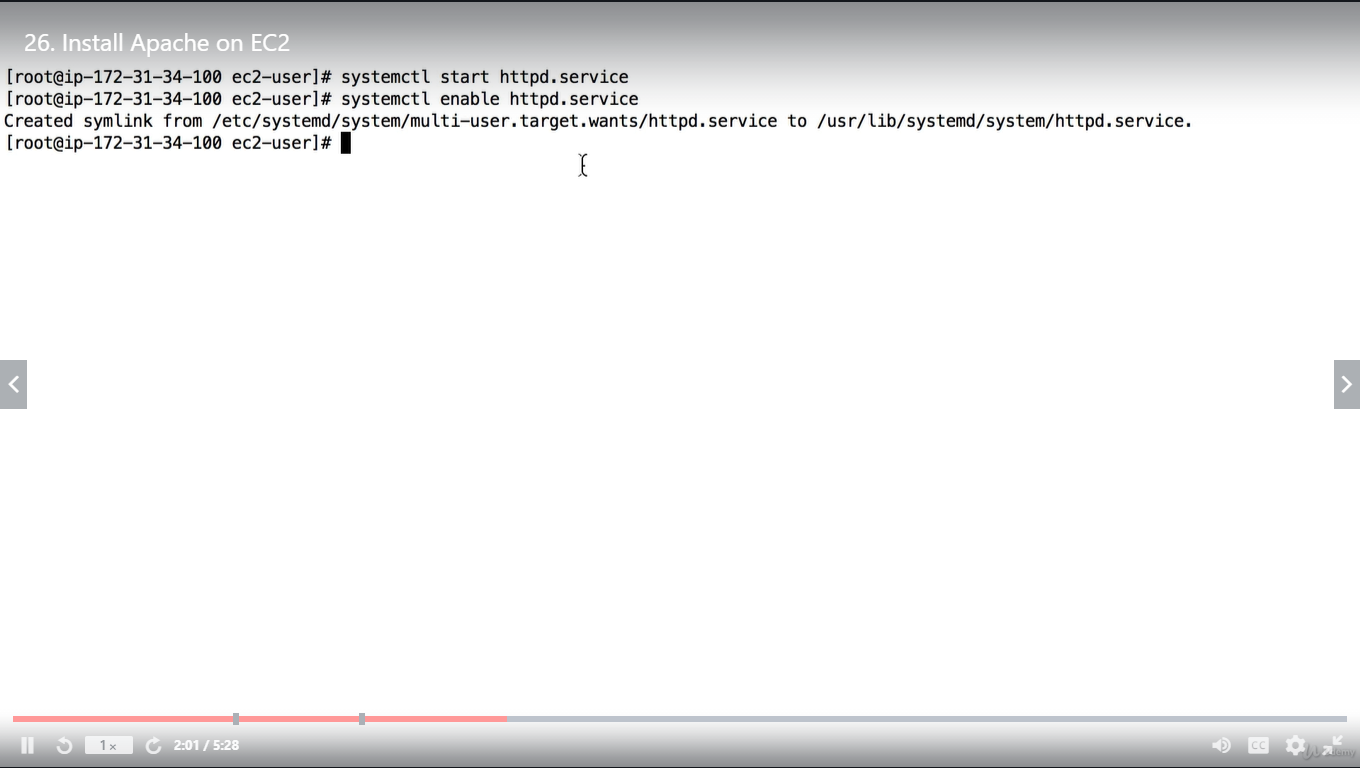 26. Install Apache on EC2
[root@ip-172-31-34-100 ec2-user]# systemctl start httpd.service
[root@ip-172-31-34-100 ec2-user]# systemctl enable httpd.service
Created symlink from /etc/systemd/system/multi-user.target.wants/httpd.service to /usr/lib/systemd/system/httpd.service.
[root@ip-172-31-34-100 ec2-user]#
1 x
2:01 / 5:28
CC